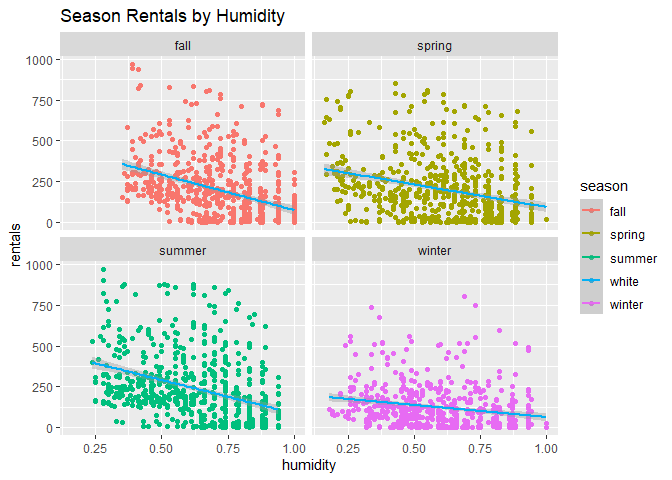 Season Rentals by Humidity
fall
spring
1000
750
500
250
0
summer
winter
1000
750
500
250
0
0.25
0.50
0.75
1.00
0.25
0.50
0.75
1.00
humidity
rentals
season
fall
spring
summer
white
winter